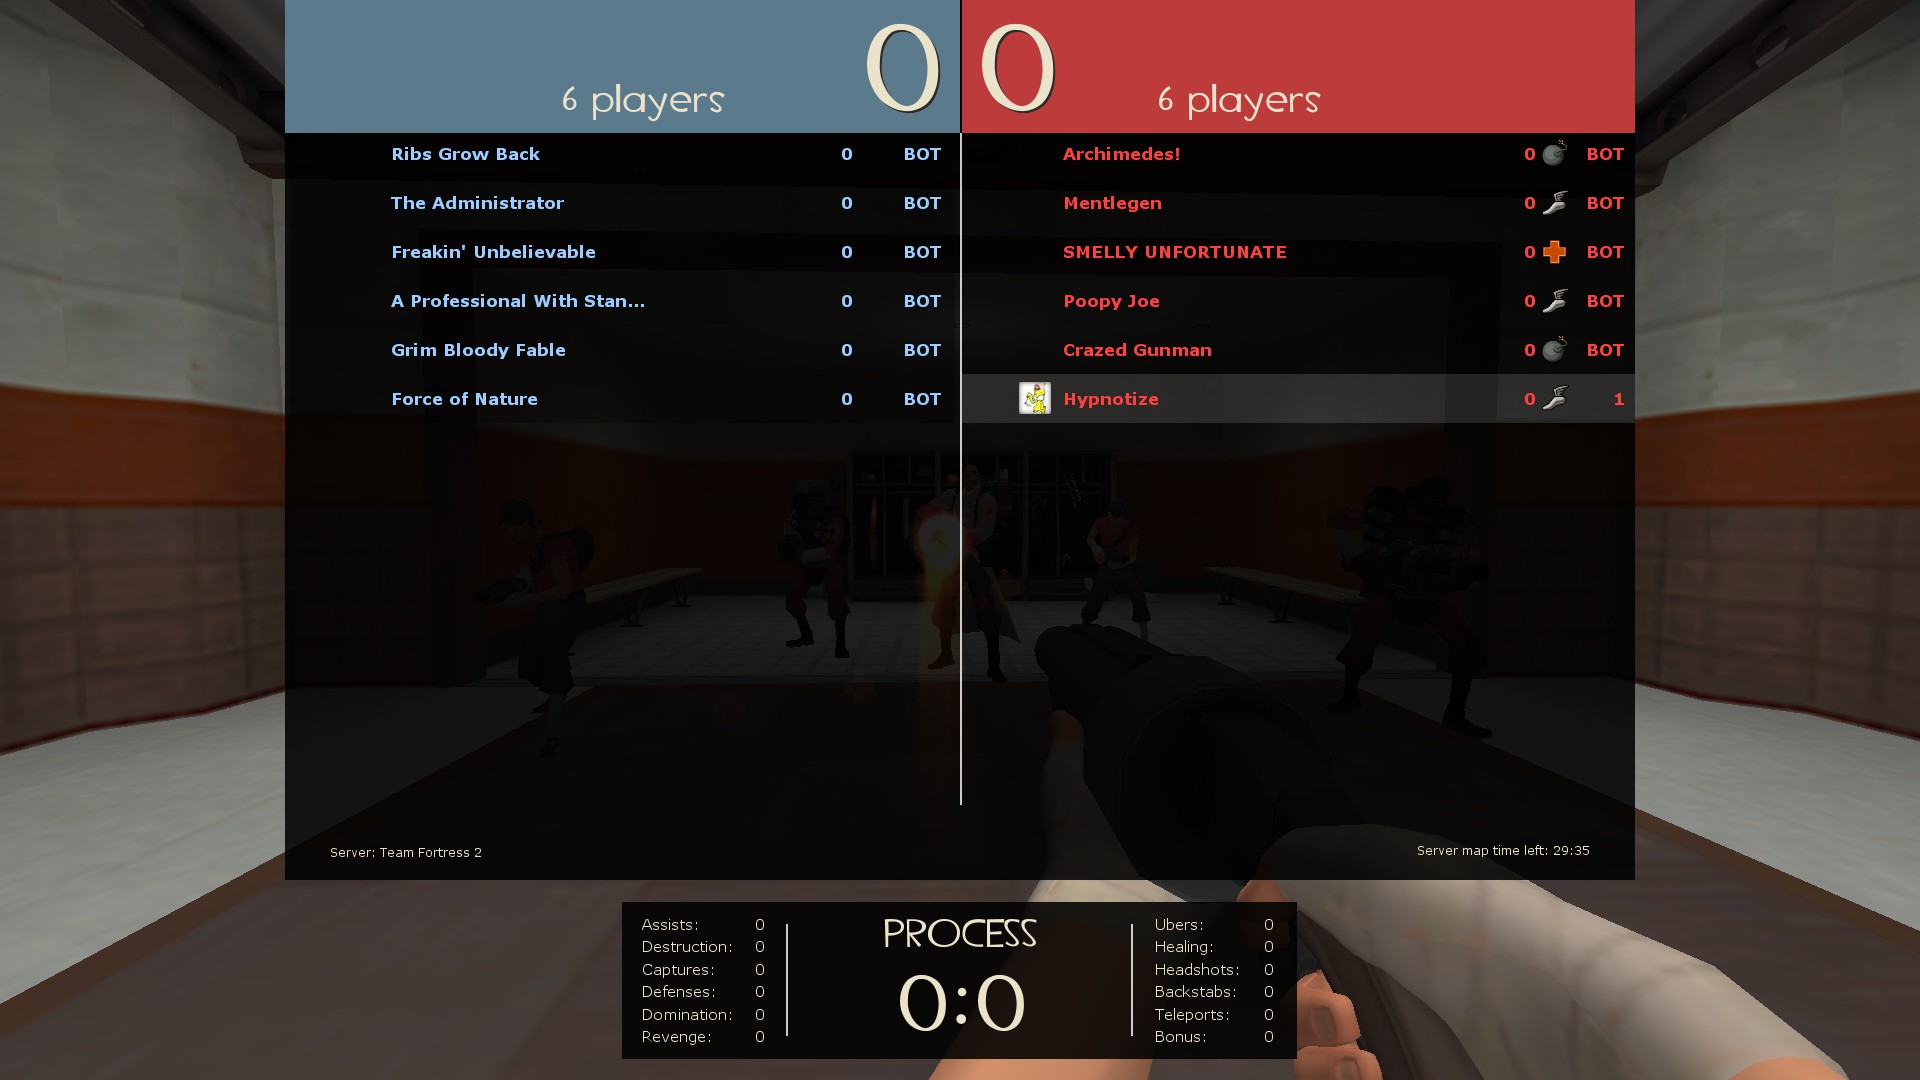 0 0
6 players 6 players
Ribs Grow Back 0 BOT Archimedes! 0 BOT
The Administrator 0 BOT Mentlegen 0 BOT
Freakin' Unbelievable 0 BOT SMELLY UNFORTUNATE 0 BOT
A Professional With Stan... 0 BOT Poopy Joe 0 BOT
Grim Bloody Fable 0 BOT Crazed Gunman 0 BOT
Force of Nature 0 BOT Hypnotize 0 1
Server: Team Fortress 2 Server map time left: 29:35
Assists: 0
Destruction: 0
Captures: 0
Defenses: 0
Domination: 0
Revenge: 0
PROCESS
0:0
Ubers: 0
Healing: 0
Headshots: 0
Backstabs: 0
Teleports: 0
Bonus: 0